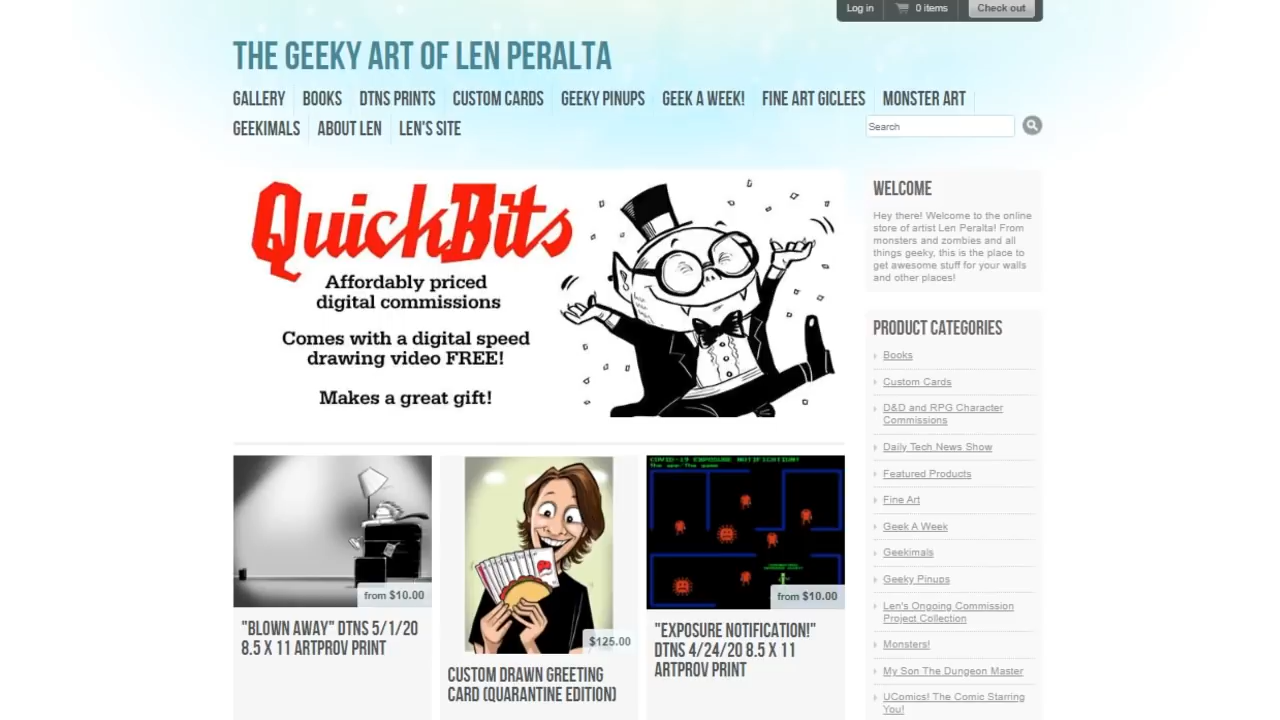 Log in
0 items
Check out
THE GEEKY ART OF LEN PERALTA
GALLERY
BOOKS
DTNS PRINTS
CUSTOM CARDS
GEEKY PINUPS
GEEK A WEEK!
FINE ART GICLEES
MONSTER ART
GEEKIMALS
ABOUT LEN
LEN'S SITE
Search
QuickBits
Affordably priced
digital commissions
Comes with a digital speed
drawing video FREE!
Makes a great gift!
from $10.00
"BLOWN AWAY" DTNS 5/1/20
8.5 X 11 ARTPROV PRINT
$125.00
CUSTOM DRAWN GREETING
CARD (QUARANTINE EDITION)
COVID-19 EXPOSURE NOTIFICATION!
The app/The game
from $10.00
"EXPOSURE NOTIFICATION!"
DTNS 4/24/20 8.5 X 11
ARTPROV PRINT
WELCOME
Hey there! Welcome to the online
store of artist Len Peralta! From
monsters and zombies and all
things geeky, this is the place to
get awesome stuff for your walls
and other places!
PRODUCT CATEGORIES
Books
Custom Cards
D&D and RPG Character
Commissions
Daily Tech News Show
Featured Products
Fine Art
Geek A Week
Geekimals
Geeky Pinups
Len's Ongoing Commission
Project Collection
Monsters!
My Son The Dungeon Master
UComics! The Comic Starring
You!